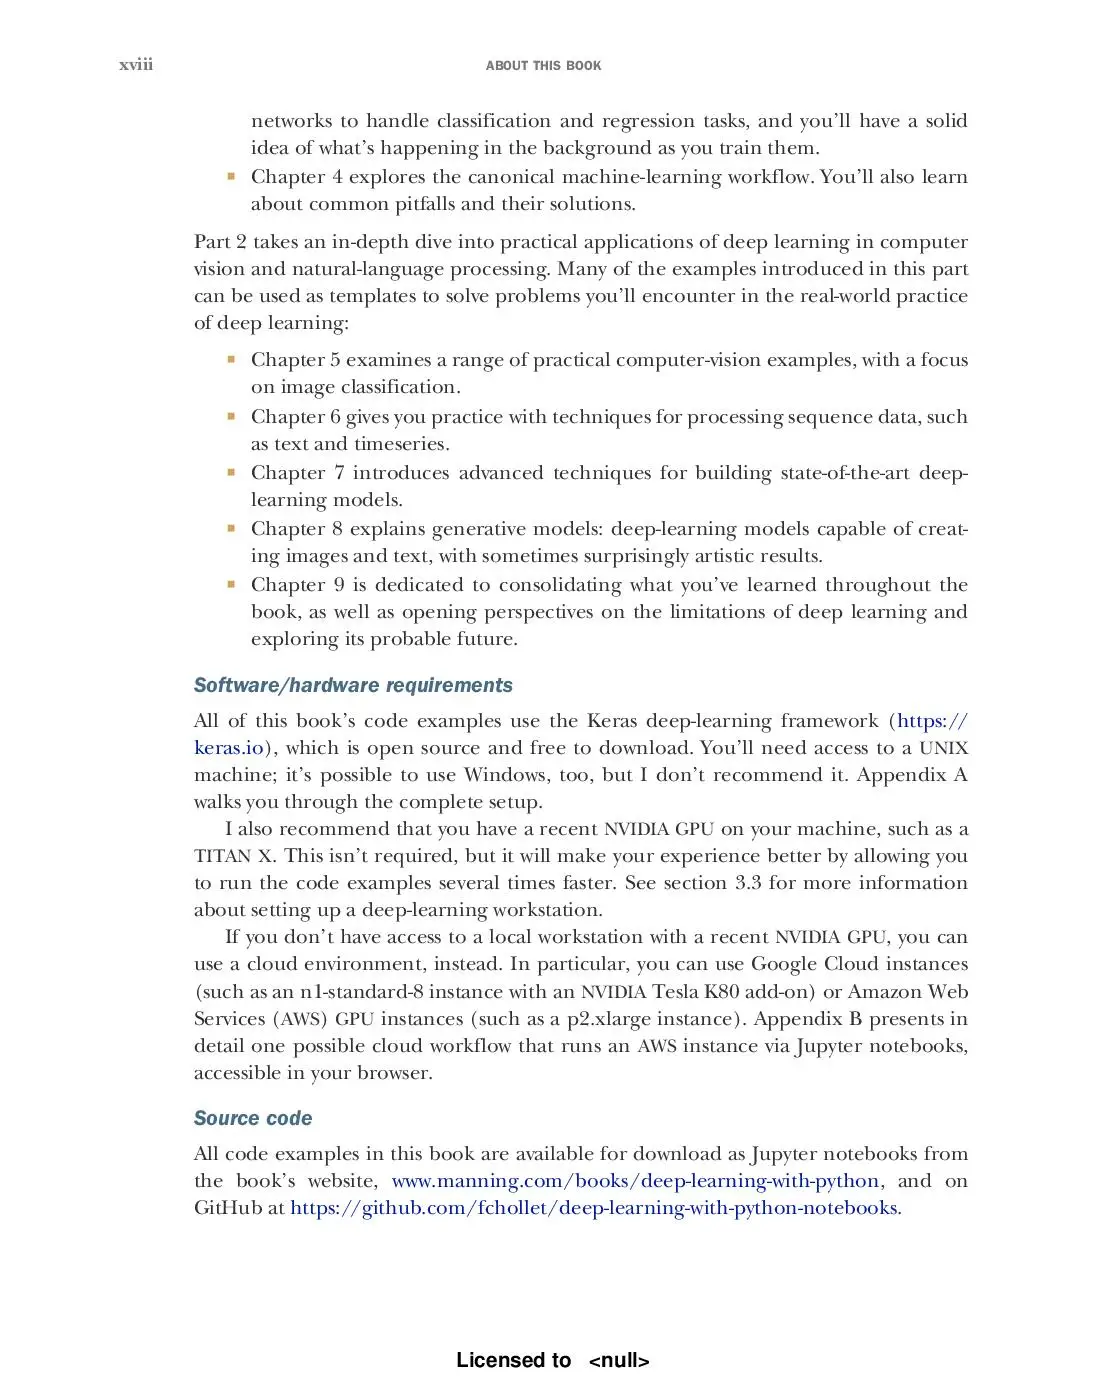 xviii ABOUT THIS BOOK
networks to handle classification and regression tasks, and you’ll have a solid
idea of what’s happening in the background as you train them.
■ Chapter 4 explores the canonical machine-learning workflow. You’ll also learn
about common pitfalls and their solutions.
Part 2 takes an in-depth dive into practical applications of deep learning in computer
vision and natural-language processing. Many of the examples introduced in this part
can be used as templates to solve problems you’ll encounter in the real-world practice
of deep learning:
■ Chapter 5 examines a range of practical computer-vision examples, with a focus
on image classification.
■ Chapter 6 gives you practice with techniques for processing sequence data, such
as text and timeseries.
■ Chapter 7 introduces advanced techniques for building state-of-the-art deep-
learning models.
■ Chapter 8 explains generative models: deep-learning models capable of creat-
ing images and text, with sometimes surprisingly artistic results.
■ Chapter 9 is dedicated to consolidating what you’ve learned throughout the
book, as well as opening perspectives on the limitations of deep learning and
exploring its probable future.
Software/hardware requirements
All of this book’s code examples use the Keras deep-learning framework (https://
keras.io), which is open source and free to download. You’ll need access to a UNIX
machine; it’s possible to use Windows, too, but I don’t recommend it. Appendix A
walks you through the complete setup.
I also recommend that you have a recent NVIDIA GPU on your machine, such as a
TITAN X. This isn’t required, but it will make your experience better by allowing you
to run the code examples several times faster. See section 3.3 for more information
about setting up a deep-learning workstation.
If you don’t have access to a local workstation with a recent NVIDIA GPU, you can
use a cloud environment, instead. In particular, you can use Google Cloud instances
(such as an n1-standard-8 instance with an NVIDIA Tesla K80 add-on) or Amazon Web
Services (AWS) GPU instances (such as a p2.xlarge instance). Appendix B presents in
detail one possible cloud workflow that runs an AWS instance via Jupyter notebooks,
accessible in your browser.
Source code
All code examples in this book are available for download as Jupyter notebooks from
the book’s website, www.manning.com/books/deep-learning-with-python, and on
GitHub at https://github.com/fchollet/deep-learning-with-python-notebooks.
Licensed to <null>